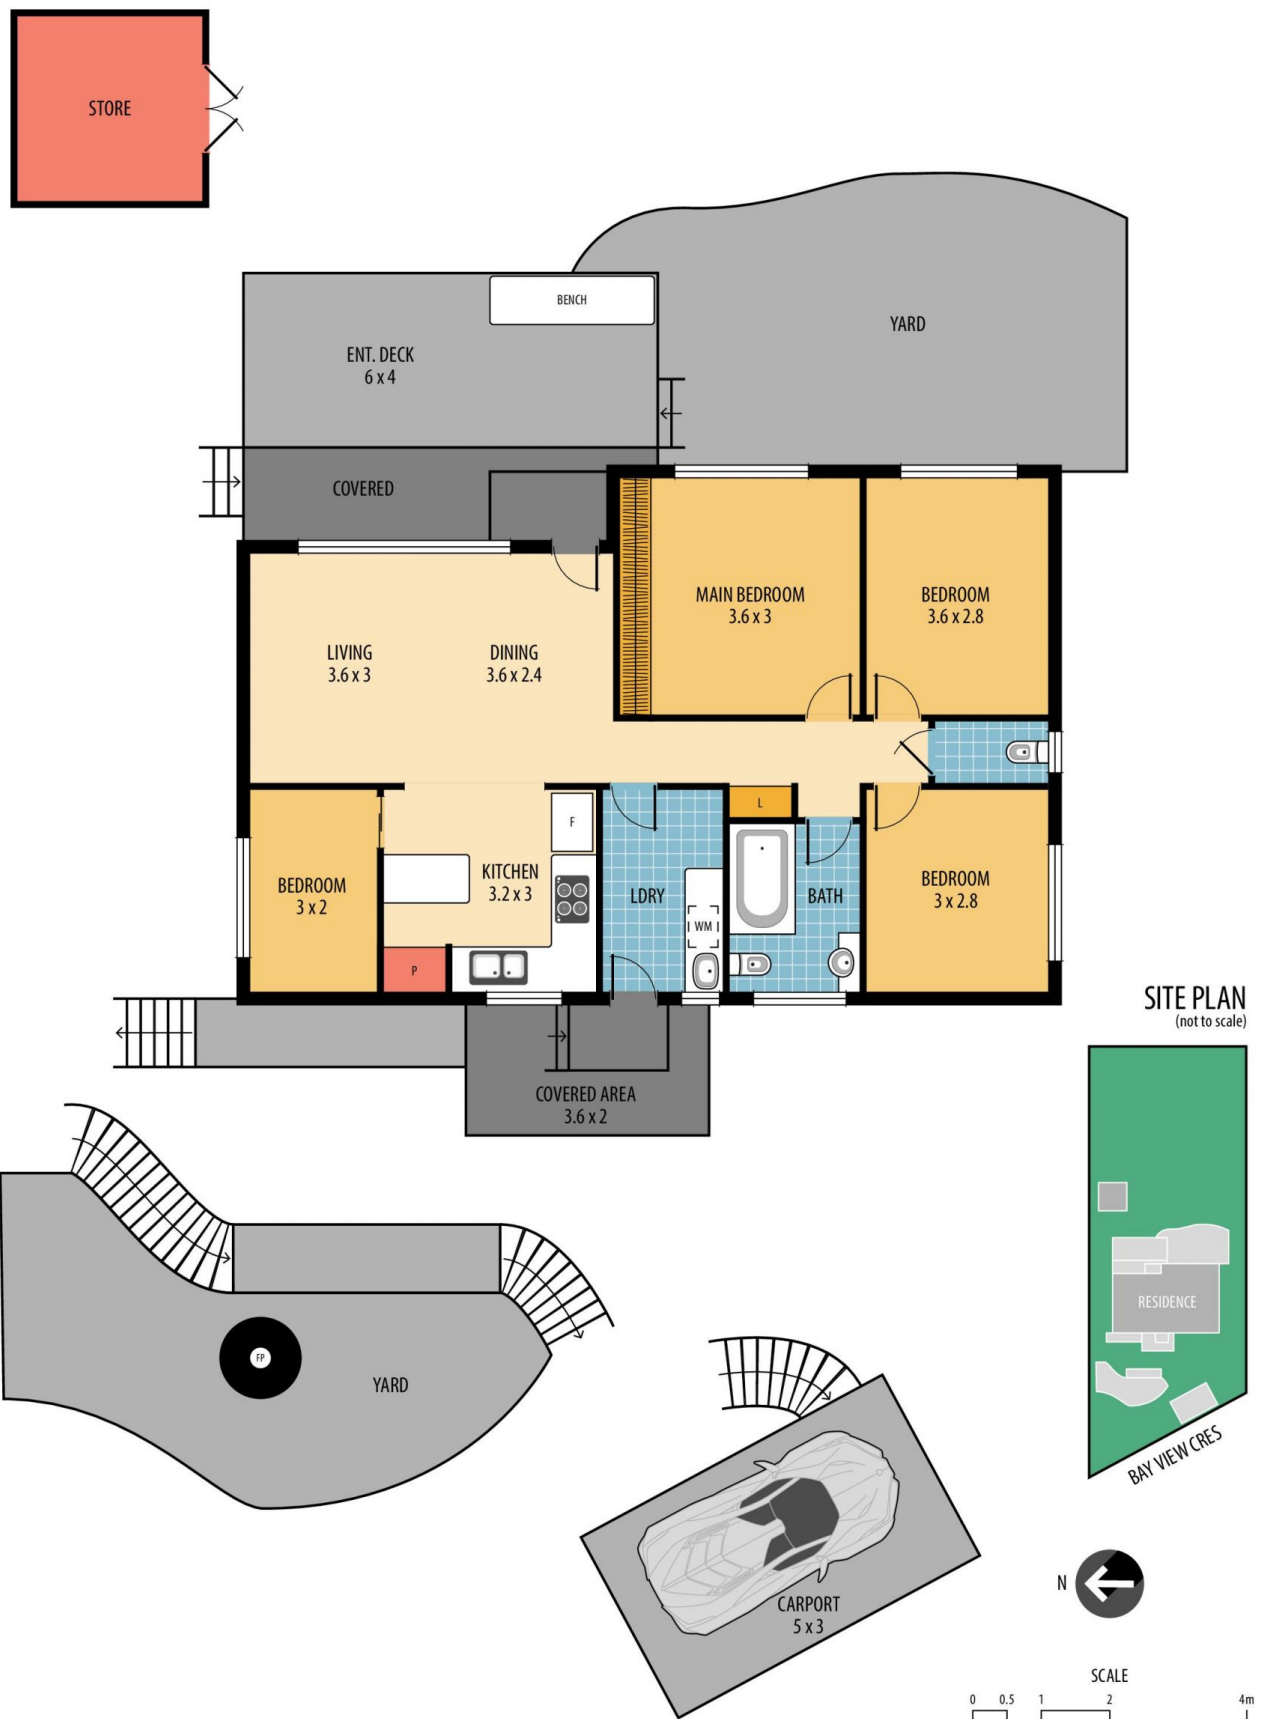 STORE
BENCH
ENT. DECK
6 x 4
YARD
COVERED
MAIN BEDROOM
3.6 x 3
BEDROOM
3.6 x 2.8
LIVING
3.6 x 3
DINING
3.6 x 2.4
L
F
KITCHEN
3.2 x 3
BEDROOM
3 x 2
LDRY
WM
BATH
BEDROOM
3 x 2.8
P
SITE PLAN
(not to scale)
COVERED AREA
3.6 x 2
RESIDENCE
FP
YARD
BAY VIEW CRES
N
CARPORT
5 x 3
SCALE
0 0.5 1 2 4m